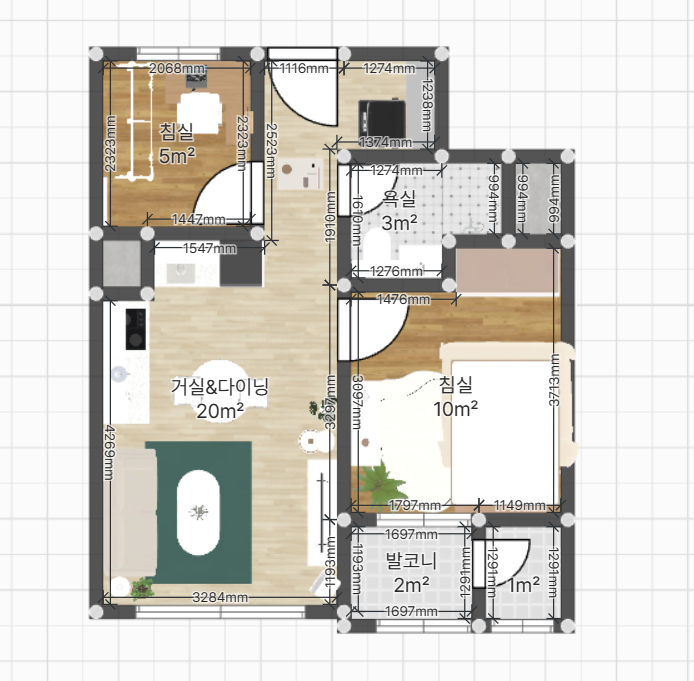 2068mm
1116mm
1274mm
1238mm
1374mm
2323mm
침실
5m²
2323mm
2523mm
1447mm
1547mm
1274mm
욕실
3m²
994mm
994mm
994mm
1910mm
1610mm
1276mm
1476mm
거실&다이닝
20m²
침실
10m²
3297mm
3097mm
3713mm
4269mm
1797mm
1149mm
1697mm
발코니
2m²
1193mm
1193mm
1291mm
1291mm
1m²
1291mm
3284mm
1697mm